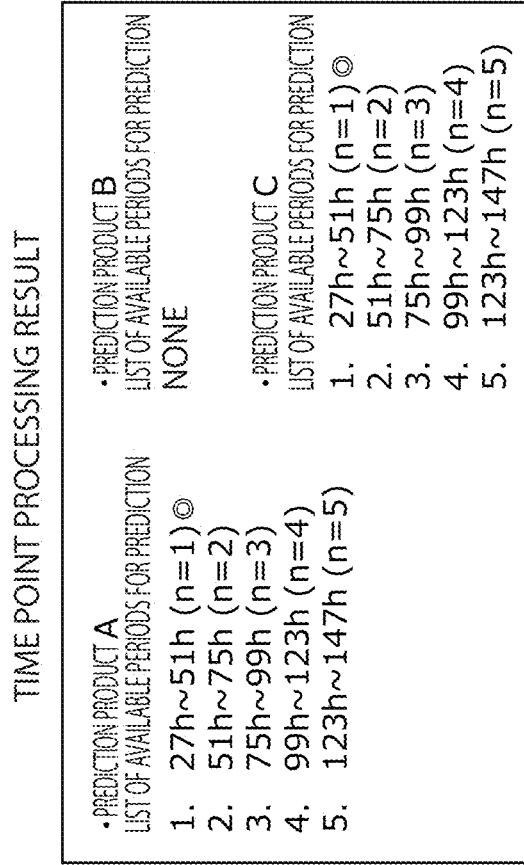 TIME POINT PROCESSING RESULT
・PREDICTION PRODUCT A
LIST OF AVAILABLE PERIODS FOR PREDICTION
1. 27h~51h (n=1)◎
2. 51h~75h (n=2)
3. 75h~99h (n=3)
4. 99h~123h (n=4)
5. 123h~147h (n=5)
・PREDICTION PRODUCT B
LIST OF AVAILABLE PERIODS FOR PREDICTION
NONE
・PREDICTION PRODUCT C
LIST OF AVAILABLE PERIODS FOR PREDICTION
1. 27h~51h (n=1)◎
2. 51h~75h (n=2)
3. 75h~99h (n=3)
4. 99h~123h (n=4)
5. 123h~147h (n=5)